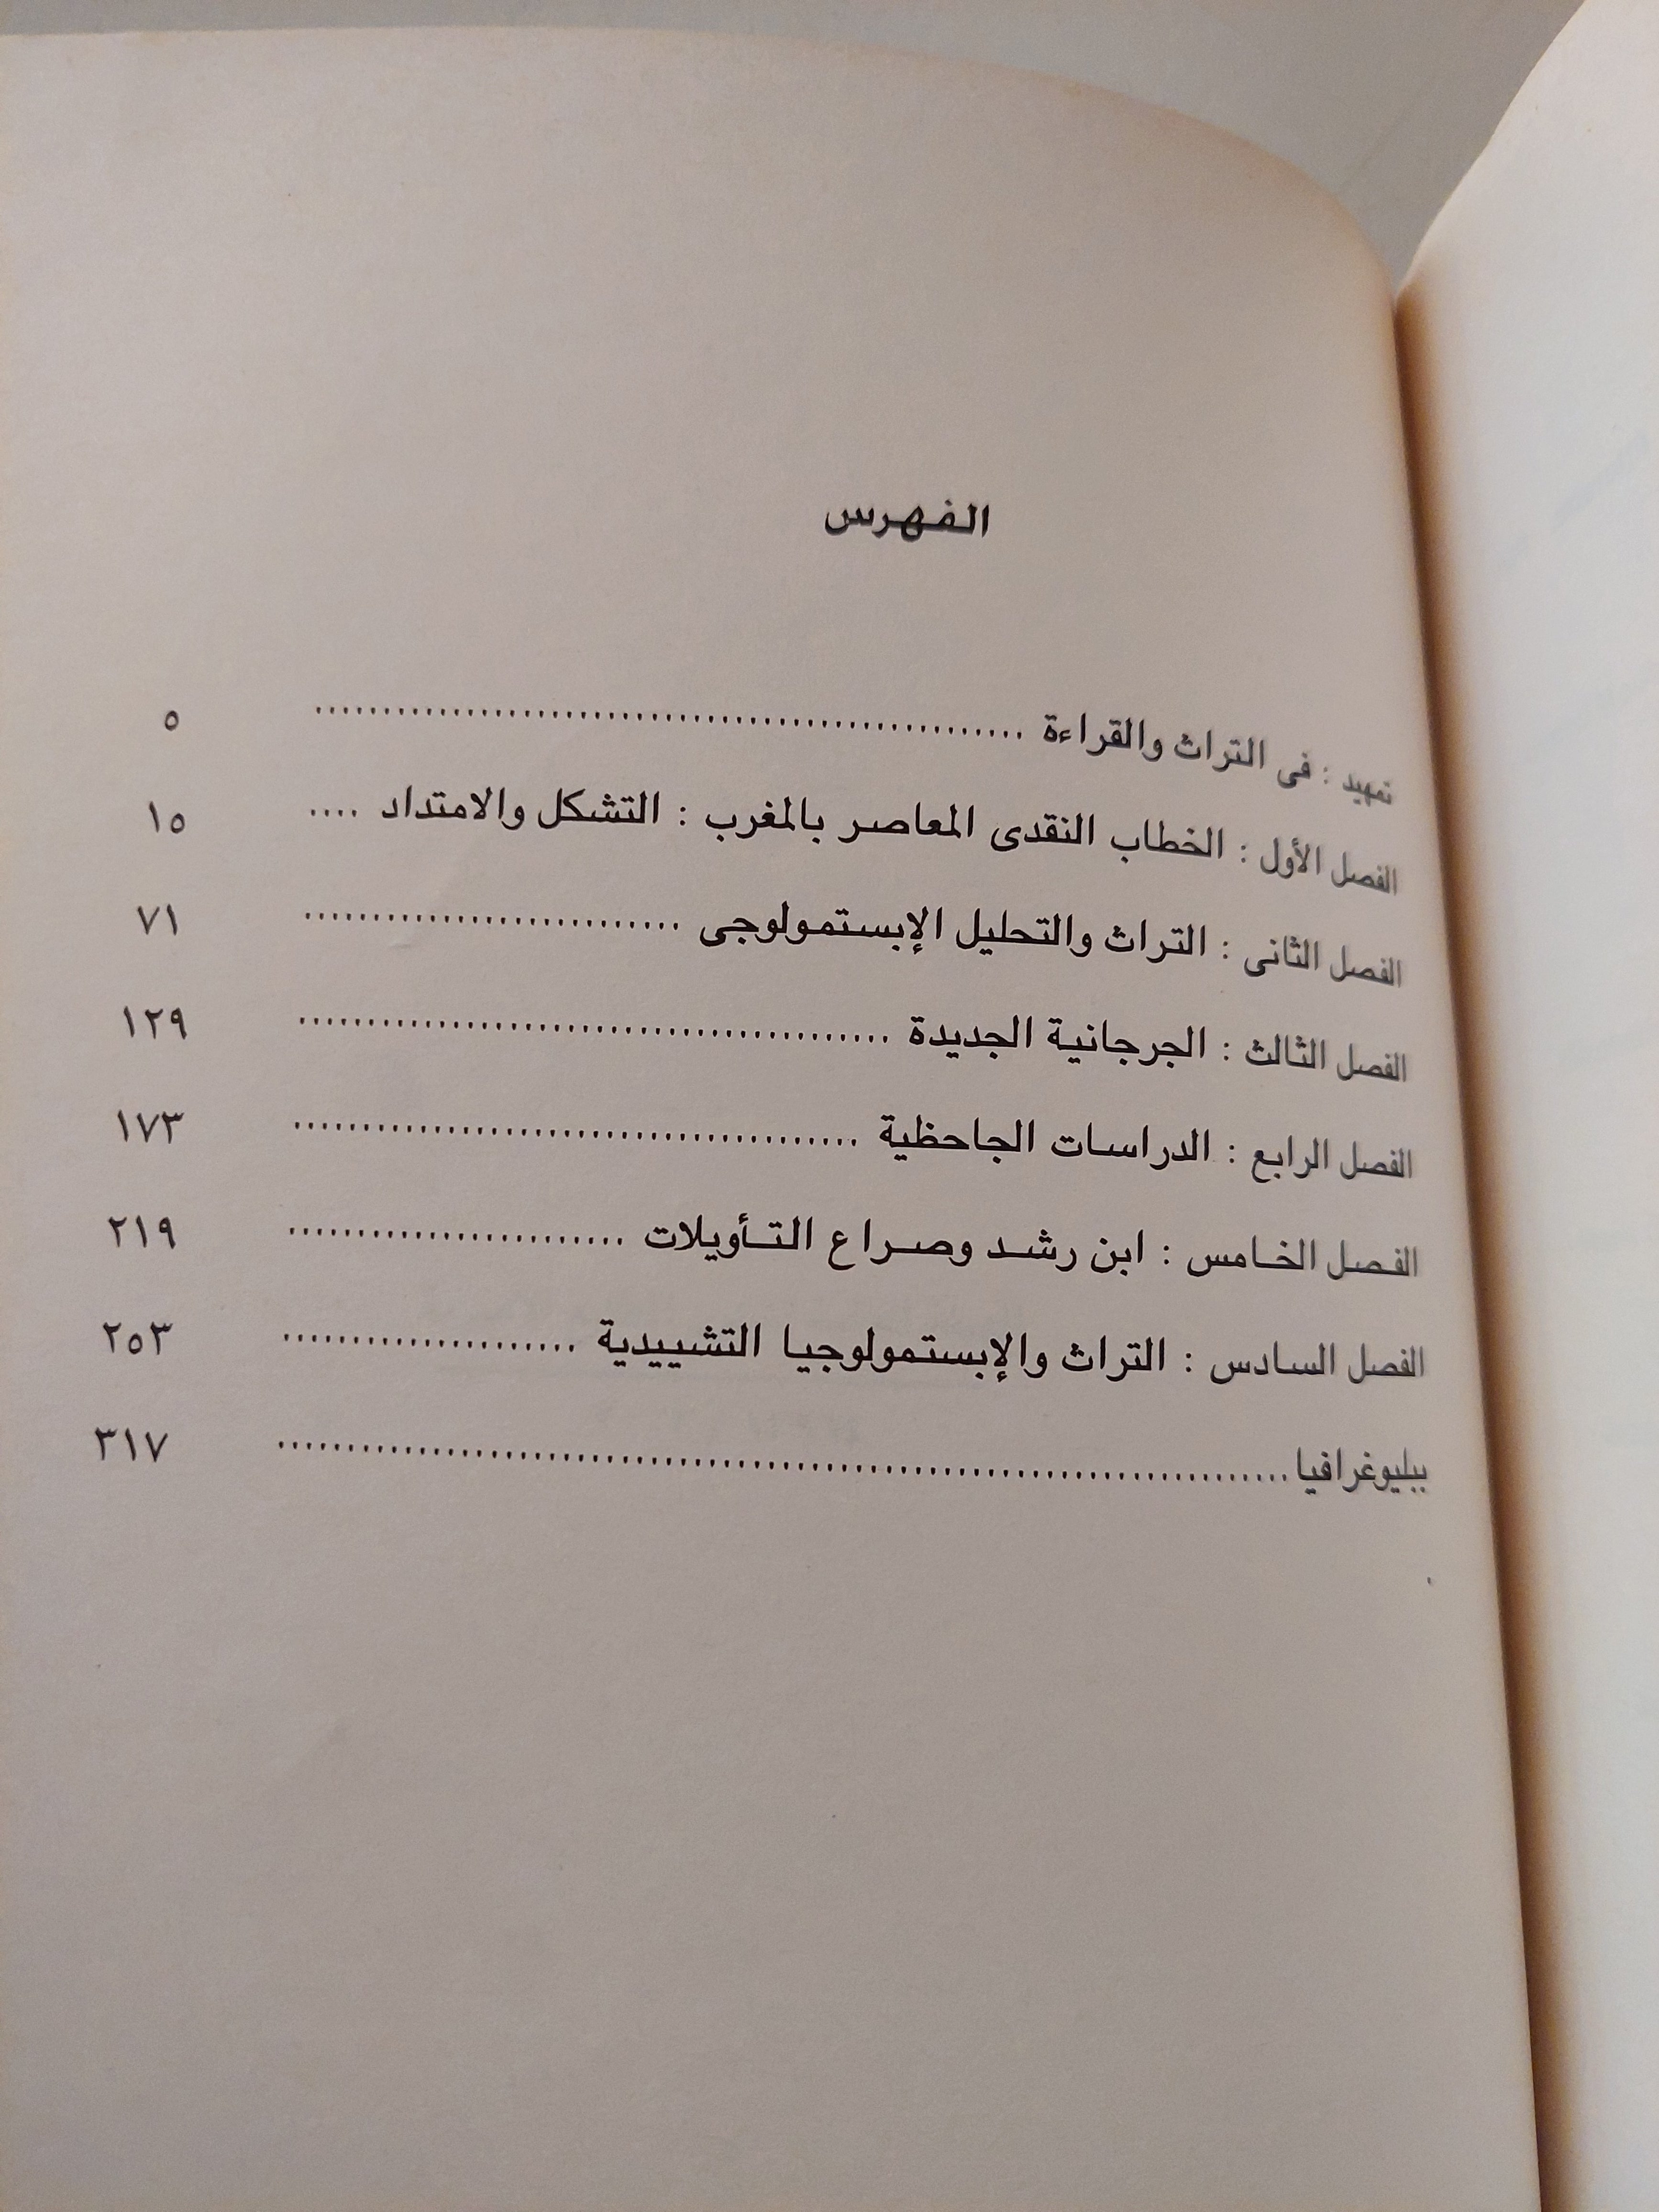 الفهرس
تمهيد : فى التراث والقراءة ................................................ ٥
الفصل الأول : الخطاب النقدى المعاصر بالمغرب : التشكل والامتداد .... ١٥
الفصل الثانى : التراث والتحليل الإبستمولوجى ........................... ٧١
الفصل الثالث : الجرجانية الجديدة ........................................ ١٢٩
الفصل الرابع : الدراسات الجاحظية ...................................... ١٧٣
الفصل الخامس : ابن رشد وصراع التأويلات ........................ ٢١٩
الفصل السادس : التراث والإبستمولوجيا التشييدية ..................... ٢٥٣
ببليوغرافيا ........................................................................ ٣١٧